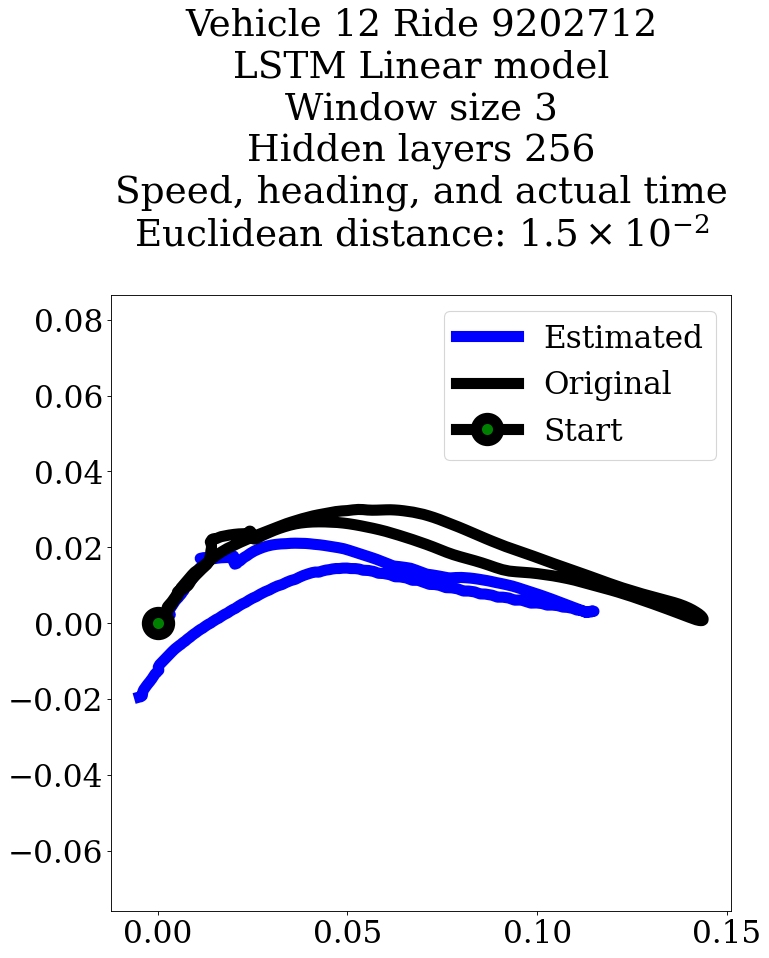 Vehicle 12 Ride 9202712
LSTM Linear model
Window size 3
Hidden layers 256
Speed, heading, and actual time
Euclidean distance: 1.5 × 10⁻²
Estimated
Original
Start
0.08
0.06
0.04
0.02
0.00
−0.02
−0.04
−0.06
0.00 0.05 0.10 0.15